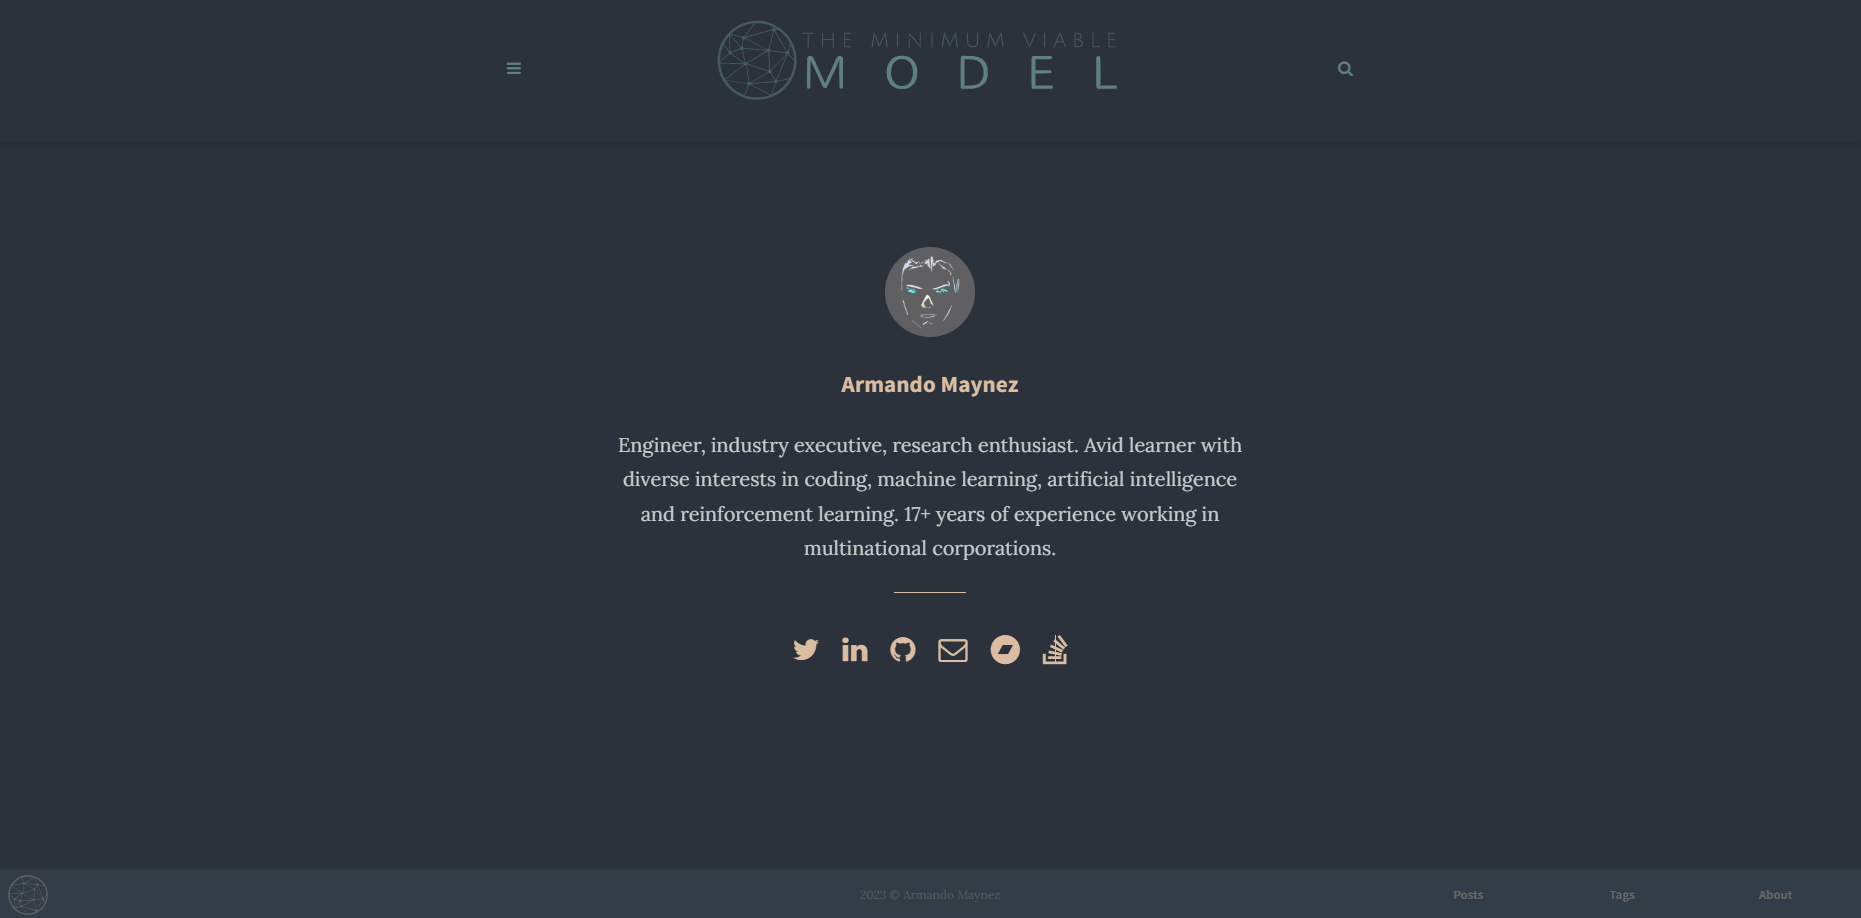 THE MINIMUM VIABLE
MODEL
Armando Maynez
Engineer, industry executive, research enthusiast. Avid learner with
diverse interests in coding, machine learning, artificial intelligence
and reinforcement learning. 17+ years of experience working in
multinational corporations.
2023 © Armando Maynez
Posts
Tags
About